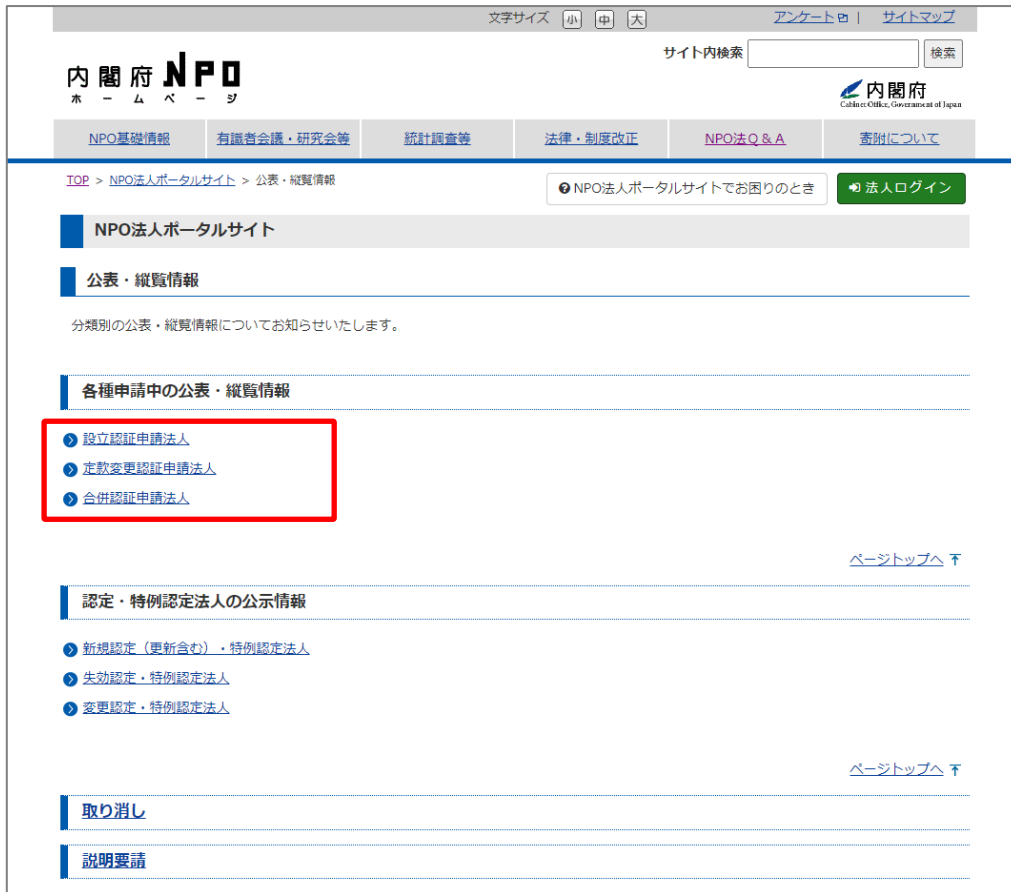 文字サイズ 小 中 大 アンケート | サイトマップ
サイト内検索 検索
内閣府 NPO
ホームページ
内閣府
Cabinet Office, Government of Japan
NPO基礎情報 有識者会議・研究会等 統計調査等 法律・制度改正 NPO法Q&A 寄附について
TOP > NPO法人ポータルサイト > 公表・縦覧情報
NPO法人ポータルサイトでお困りのとき 法人ログイン
NPO法人ポータルサイト
公表・縦覧情報
分類別の公表・縦覧情報についてお知らせいたします。
各種申請中の公表・縦覧情報
設立認証申請法人
定款変更認証申請法人
合併認証申請法人
ページトップへ
認定・特例認定法人の公示情報
新規認定（更新含む）・特例認定法人
失効認定・特例認定法人
変更認定・特例認定法人
ページトップへ
取り消し
説明要請